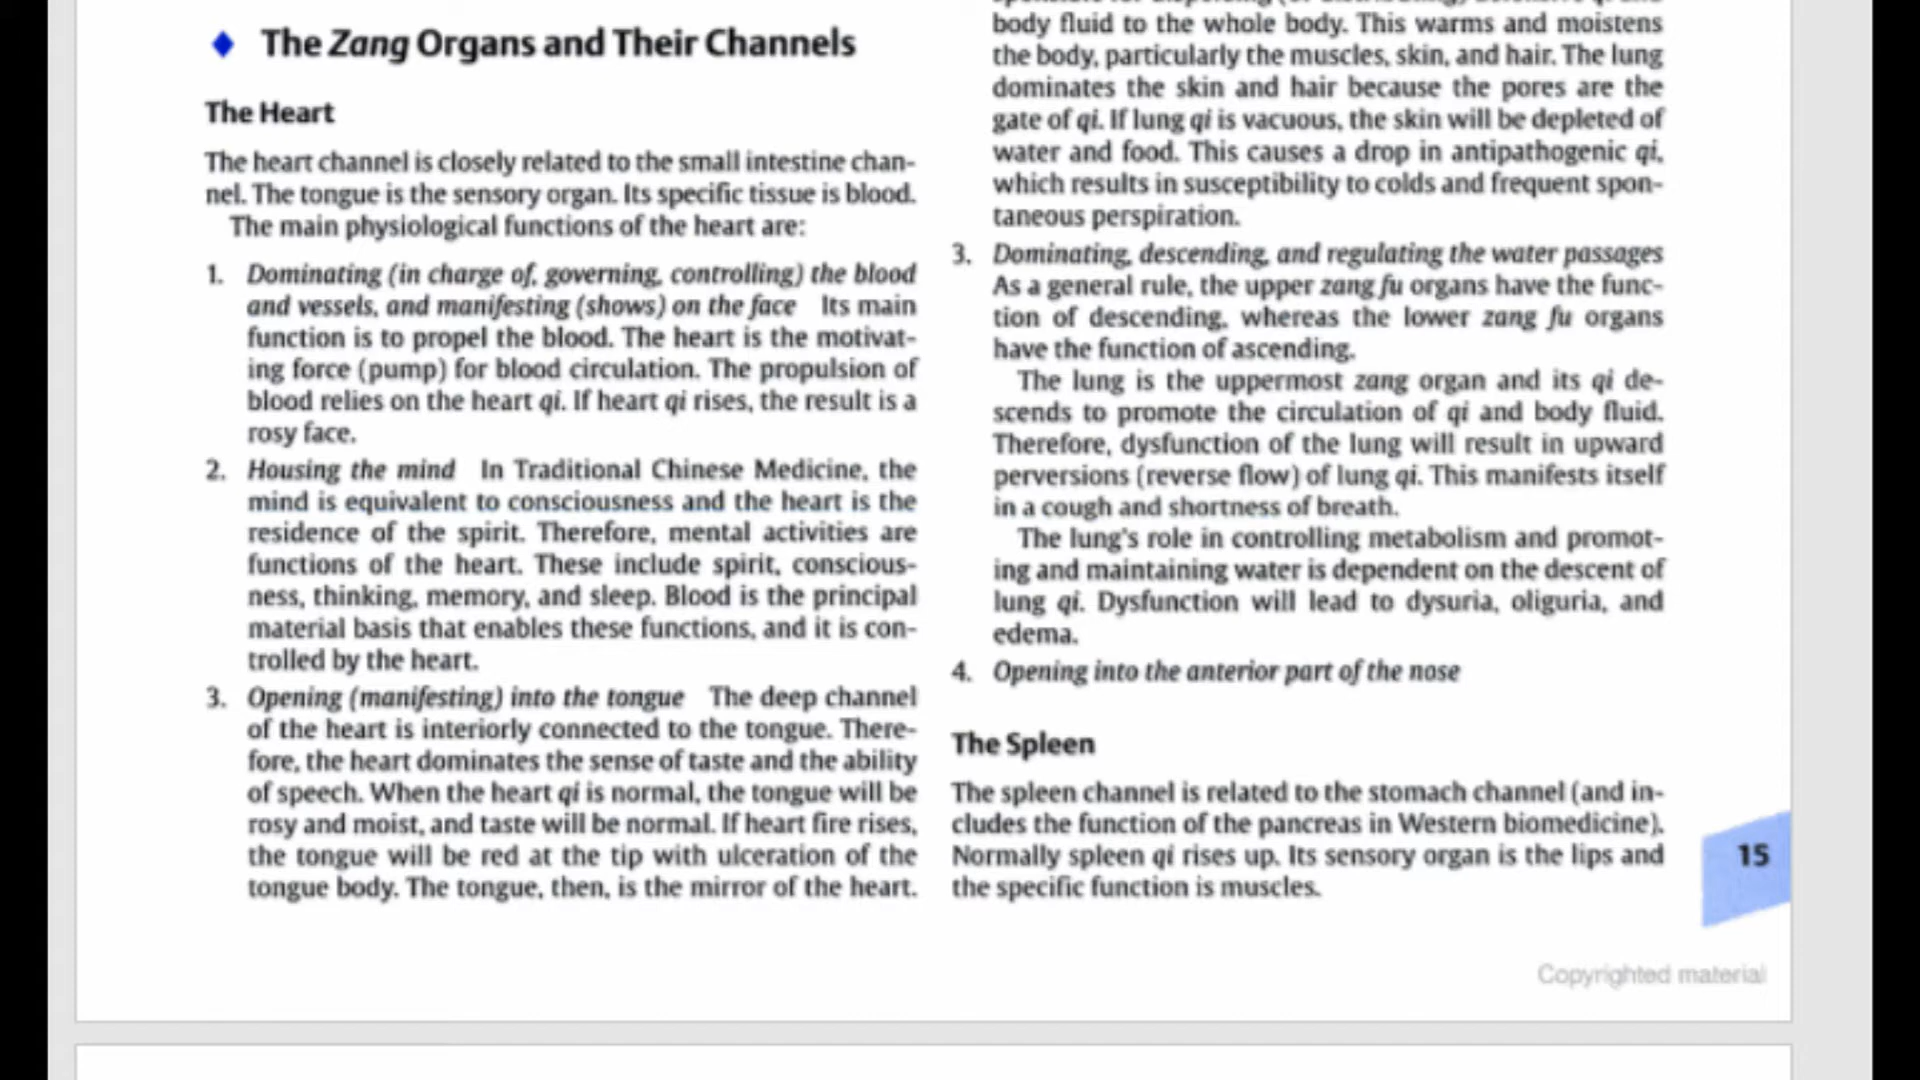 The Zang Organs and Their Channels
The Heart
The heart channel is closely related to the small intestine chan-
nel. The tongue is the sensory organ. Its specific tissue is blood.
The main physiological functions of the heart are:
1. Dominating (in charge of, governing, controlling) the blood
and vessels, and manifesting (shows) on the face Its main
function is to propel the blood. The heart is the motivat-
ing force (pump) for blood circulation. The propulsion of
blood relies on the heart qi. If heart qi rises, the result is a
rosy face.
2. Housing the mind In Traditional Chinese Medicine, the
mind is equivalent to consciousness and the heart is the
residence of the spirit. Therefore, mental activities are
functions of the heart. These include spirit, conscious-
ness, thinking, memory, and sleep. Blood is the principal
material basis that enables these functions, and it is con-
trolled by the heart.
3. Opening (manifesting) into the tongue The deep channel
of the heart is interiorly connected to the tongue. There-
fore, the heart dominates the sense of taste and the ability
of speech. When the heart qi is normal, the tongue will be
rosy and moist, and taste will be normal. If heart fire rises,
the tongue will be red at the tip with ulceration of the
tongue body. The tongue, then, is the mirror of the heart.
body fluid to the whole body. This warms and moistens
the body, particularly the muscles, skin, and hair. The lung
dominates the skin and hair because the pores are the
gate of qi. If lung qi is vacuous, the skin will be depleted of
water and food. This causes a drop in antipathogenic qi,
which results in susceptibility to colds and frequent spon-
taneous perspiration.
3. Dominating, descending, and regulating the water passages
As a general rule, the upper zang fu organs have the func-
tion of descending, whereas the lower zang fu organs
have the function of ascending.
The lung is the uppermost zang organ and its qi de-
scends to promote the circulation of qi and body fluid.
Therefore, dysfunction of the lung will result in upward
perversions (reverse flow) of lung qi. This manifests itself
in a cough and shortness of breath.
The lung's role in controlling metabolism and promot-
ing and maintaining water is dependent on the descent of
lung qi. Dysfunction will lead to dysuria, oliguria, and
edema.
4. Opening into the anterior part of the nose
The Spleen
The spleen channel is related to the stomach channel (and in-
cludes the function of the pancreas in Western biomedicine).
Normally spleen qi rises up. Its sensory organ is the lips and
the specific function is muscles.
15
Copyrighted material